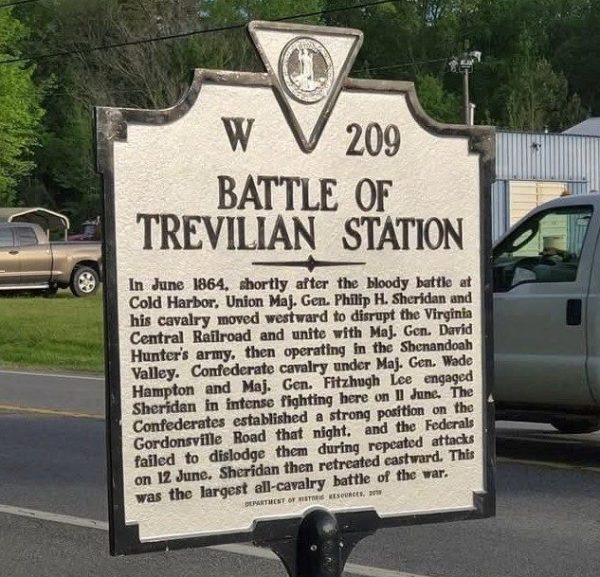 W 209
BATTLE OF
TREVILIAN STATION
In June 1864, shortly after the bloody battle at
Cold Harbor, Union Maj. Gen. Philip H. Sheridan and
his cavalry moved westward to disrupt the Virginia
Central Railroad and unite with Maj. Gen. David
Hunter's army, then operating in the Shenandoah
Valley. Confederate cavalry under Maj. Gen. Wade
Hampton and Maj. Gen. Fitzhugh Lee engaged
Sheridan in intense fighting here on 11 June. The
Confederates established a strong position on the
Gordonsville Road that night, and the Federals
failed to dislodge them during repeated attacks
on 12 June. Sheridan then retreated eastward. This
was the largest all-cavalry battle of the war.
DEPARTMENT OF HISTORIC RESOURCES,